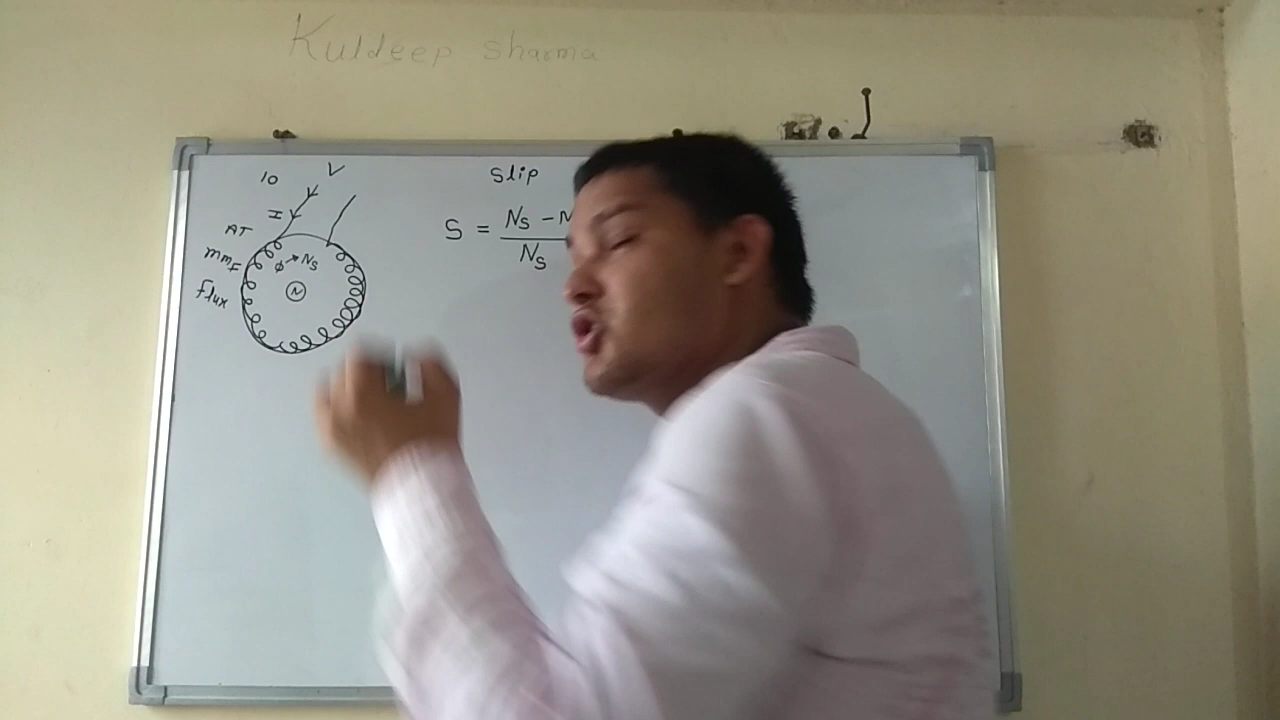 Kuldeep sharma
Slip
S = Ns - N
Ns
1Φ
V
I
AT
mmf
flux
Φ→Ns
N